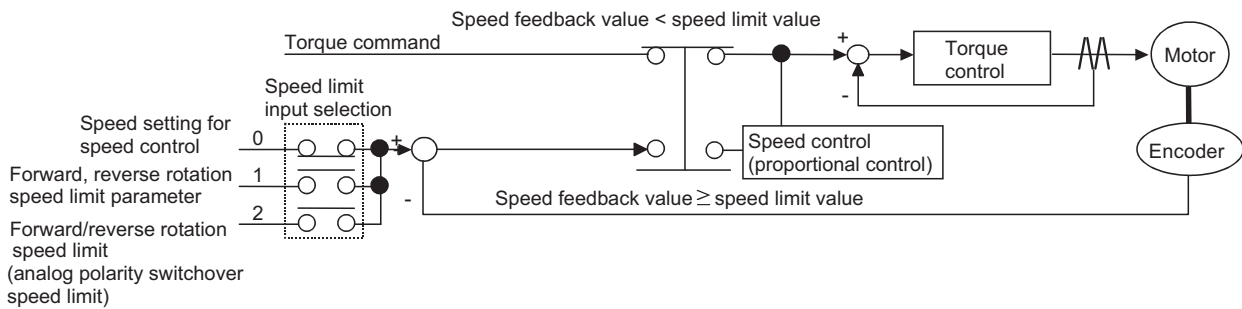 Speed feedback value < speed limit value
Torque command
+
-
Torque
control
Motor
Speed limit
input selection
Speed setting for
speed control
0
+
-
Forward, reverse rotation
speed limit parameter
1
Forward/reverse rotation
speed limit
(analog polarity switchover
speed limit)
2
Speed control
(proportional control)
Encoder
Speed feedback value ≥ speed limit value